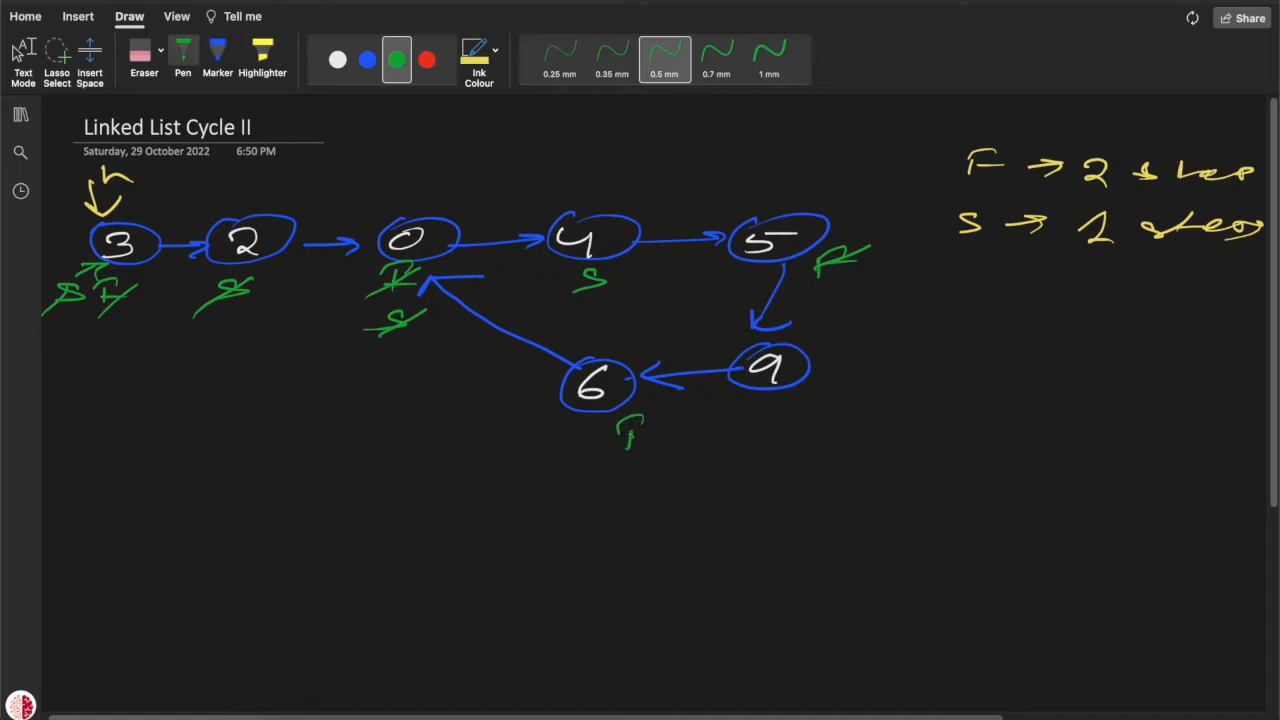 Home Insert Draw View Tell me
Share
Text Mode
Lasso Select
Insert Space
Eraser
Pen
Marker
Highlighter
Ink Colour
0.25 mm
0.35 mm
0.5 mm
0.7 mm
1 mm
Linked List Cycle II
Saturday, 29 October 2022 6:50 PM
h
F → 2 step
S → 1 steps
3 → 2 → 0 → 4 → 5
S F
S
F
S
S
F
6 ← 9
F